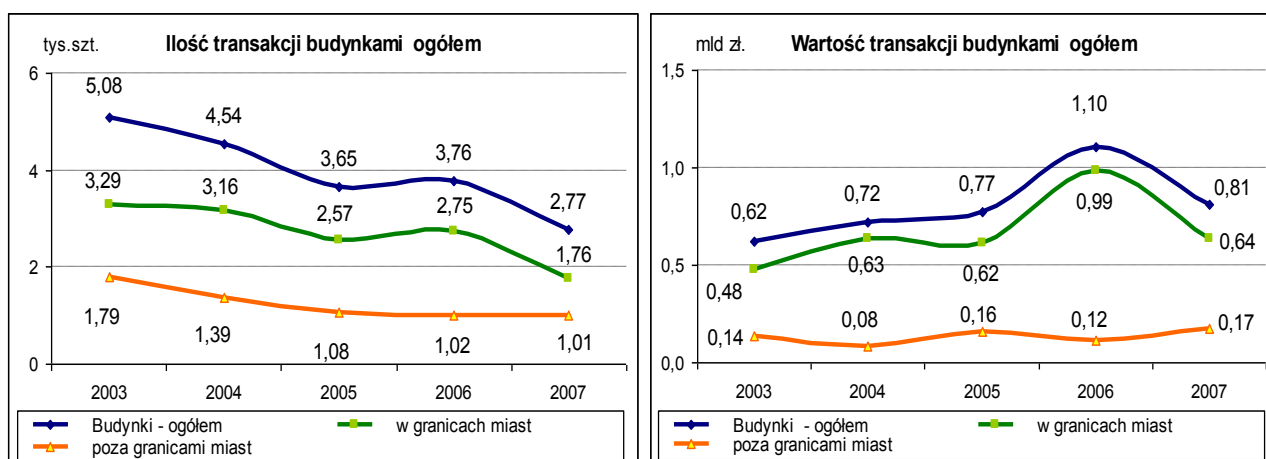 tys.szt. Ilość transakcji budynkami ogółem
6
5,08
4,54
3,65 3,76
4
3,29 3,16
2,57 2,75 2,77
2
1,76
1,79 1,39 1,08 1,02 1,01
0
2003 2004 2005 2006 2007
Budynki - ogółem w granicach miast
poza granicami miast
mld zł. Wartość transakcji budynkami ogółem
1,5
1,10
1,0
0,62 0,72 0,77 0,99 0,81
0,5
0,48 0,63 0,62 0,64
0,14 0,08 0,16 0,12 0,17
0,0
2003 2004 2005 2006 2007
Budynki - ogółem w granicach miast
poza granicami miast